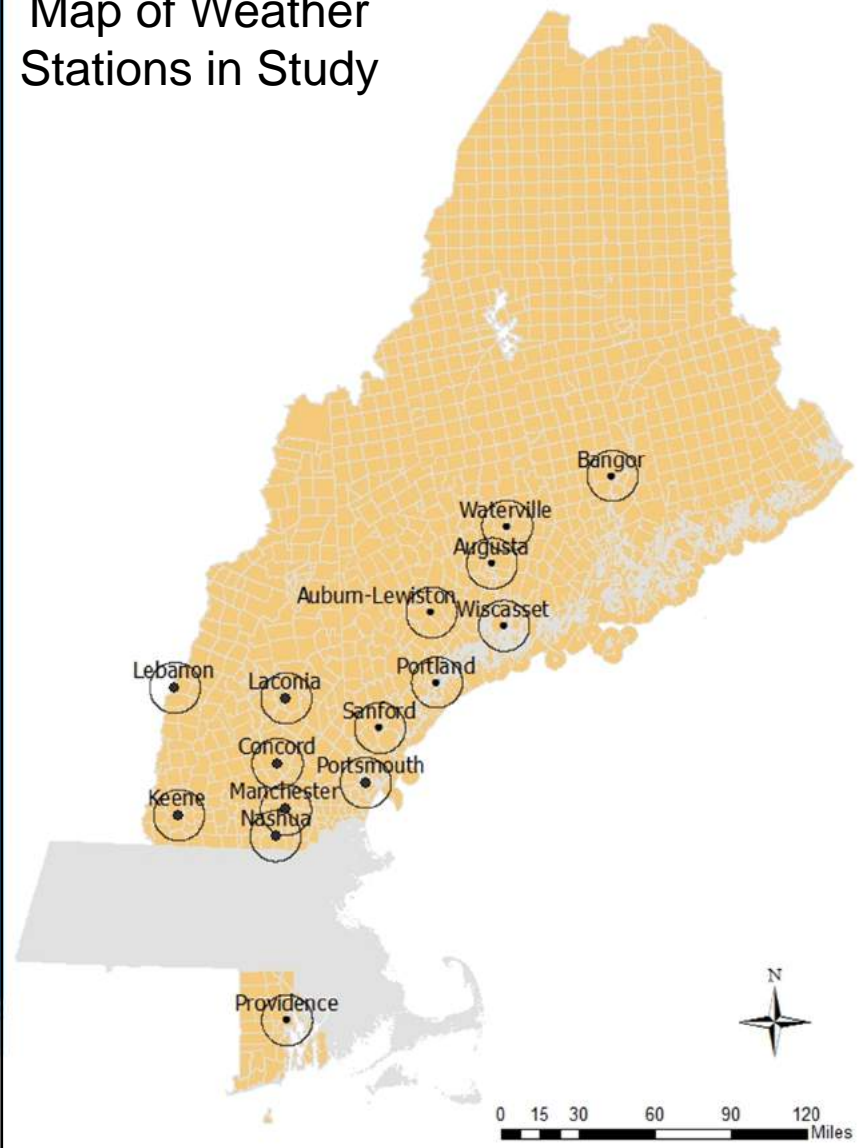 Map of Weather
Stations in Study
Bangor
Waterville
Augusta
Auburn-Lewiston
Wiscasset
Portland
Lebanon
Laconia
Sanford
Concord
Portsmouth
Manchester
Keene
Nashua
Providence
N
0 15 30 60 90 120
Miles